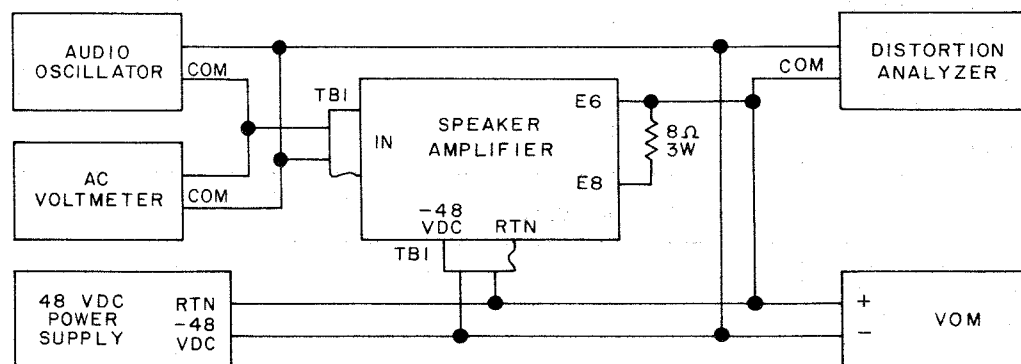 AUDIO
OSCILLATOR
COM
AC
VOLTMETER
COM
TB1
IN
SPEAKER
AMPLIFIER
E6
E8
8Ω
3W
-48
VDC
RTN
TB1
DISTORTION
ANALYZER
COM
48 VDC
POWER
SUPPLY
RTN
-48
VDC
+
-
VOM